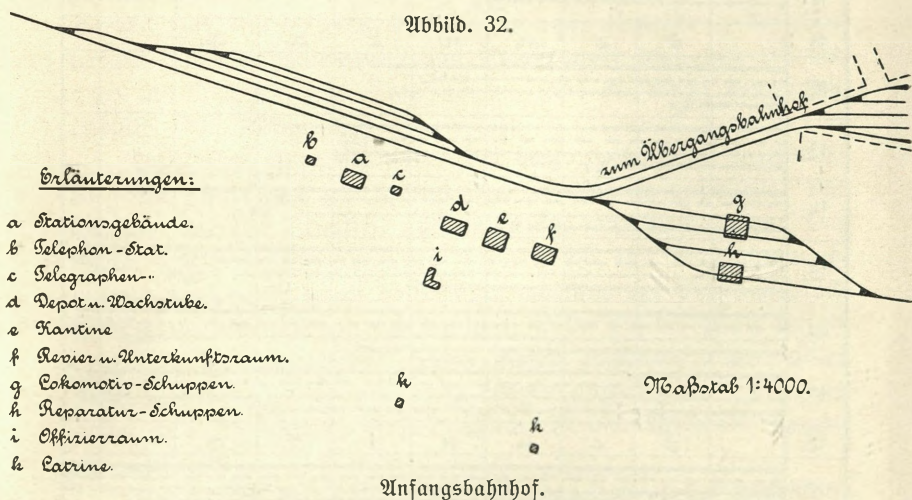 Abbild. 32.
zum Übergangsbahnhof
b
a
c
d
e
f
i
g
h
k
k
Erläuterungen:
a Stationsgebäude.
b Telephon-Stat.
c Telegraphen-"
d Depot u. Wachstube.
e Kantine
f Revier u. Unterkunftsraum.
g Lokomotiv-Schuppen.
h Reparatur-Schuppen.
i Offizierraum.
k Latrine.
Maßstab 1:4000.
Anfangsbahnhof.